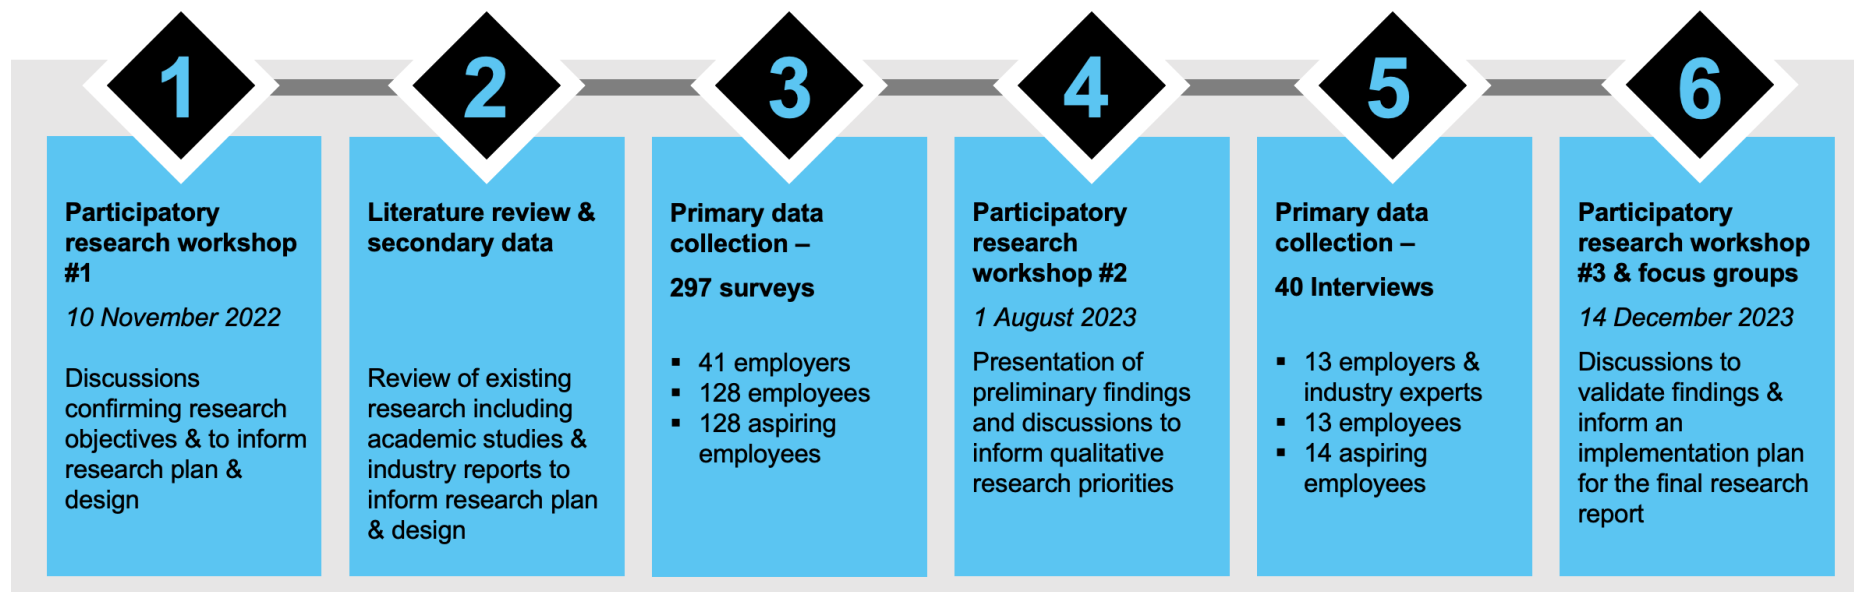 1
Participatory
research workshop
#1
10 November 2022
Discussions
confirming research
objectives & to inform
research plan &
design
2
Literature review &
secondary data
Review of existing
research including
academic studies &
industry reports to
inform research plan
& design
3
Primary data
collection –
297 surveys
▪ 41 employers
▪ 128 employees
▪ 128 aspiring
employees
4
Participatory
research
workshop #2
1 August 2023
Presentation of
preliminary findings
and discussions to
inform qualitative
research priorities
5
Primary data
collection –
40 Interviews
▪ 13 employers &
industry experts
▪ 13 employees
▪ 14 aspiring
employees
6
Participatory
research workshop
#3 & focus groups
14 December 2023
Discussions to
validate findings &
inform an
implementation plan
for the final research
report